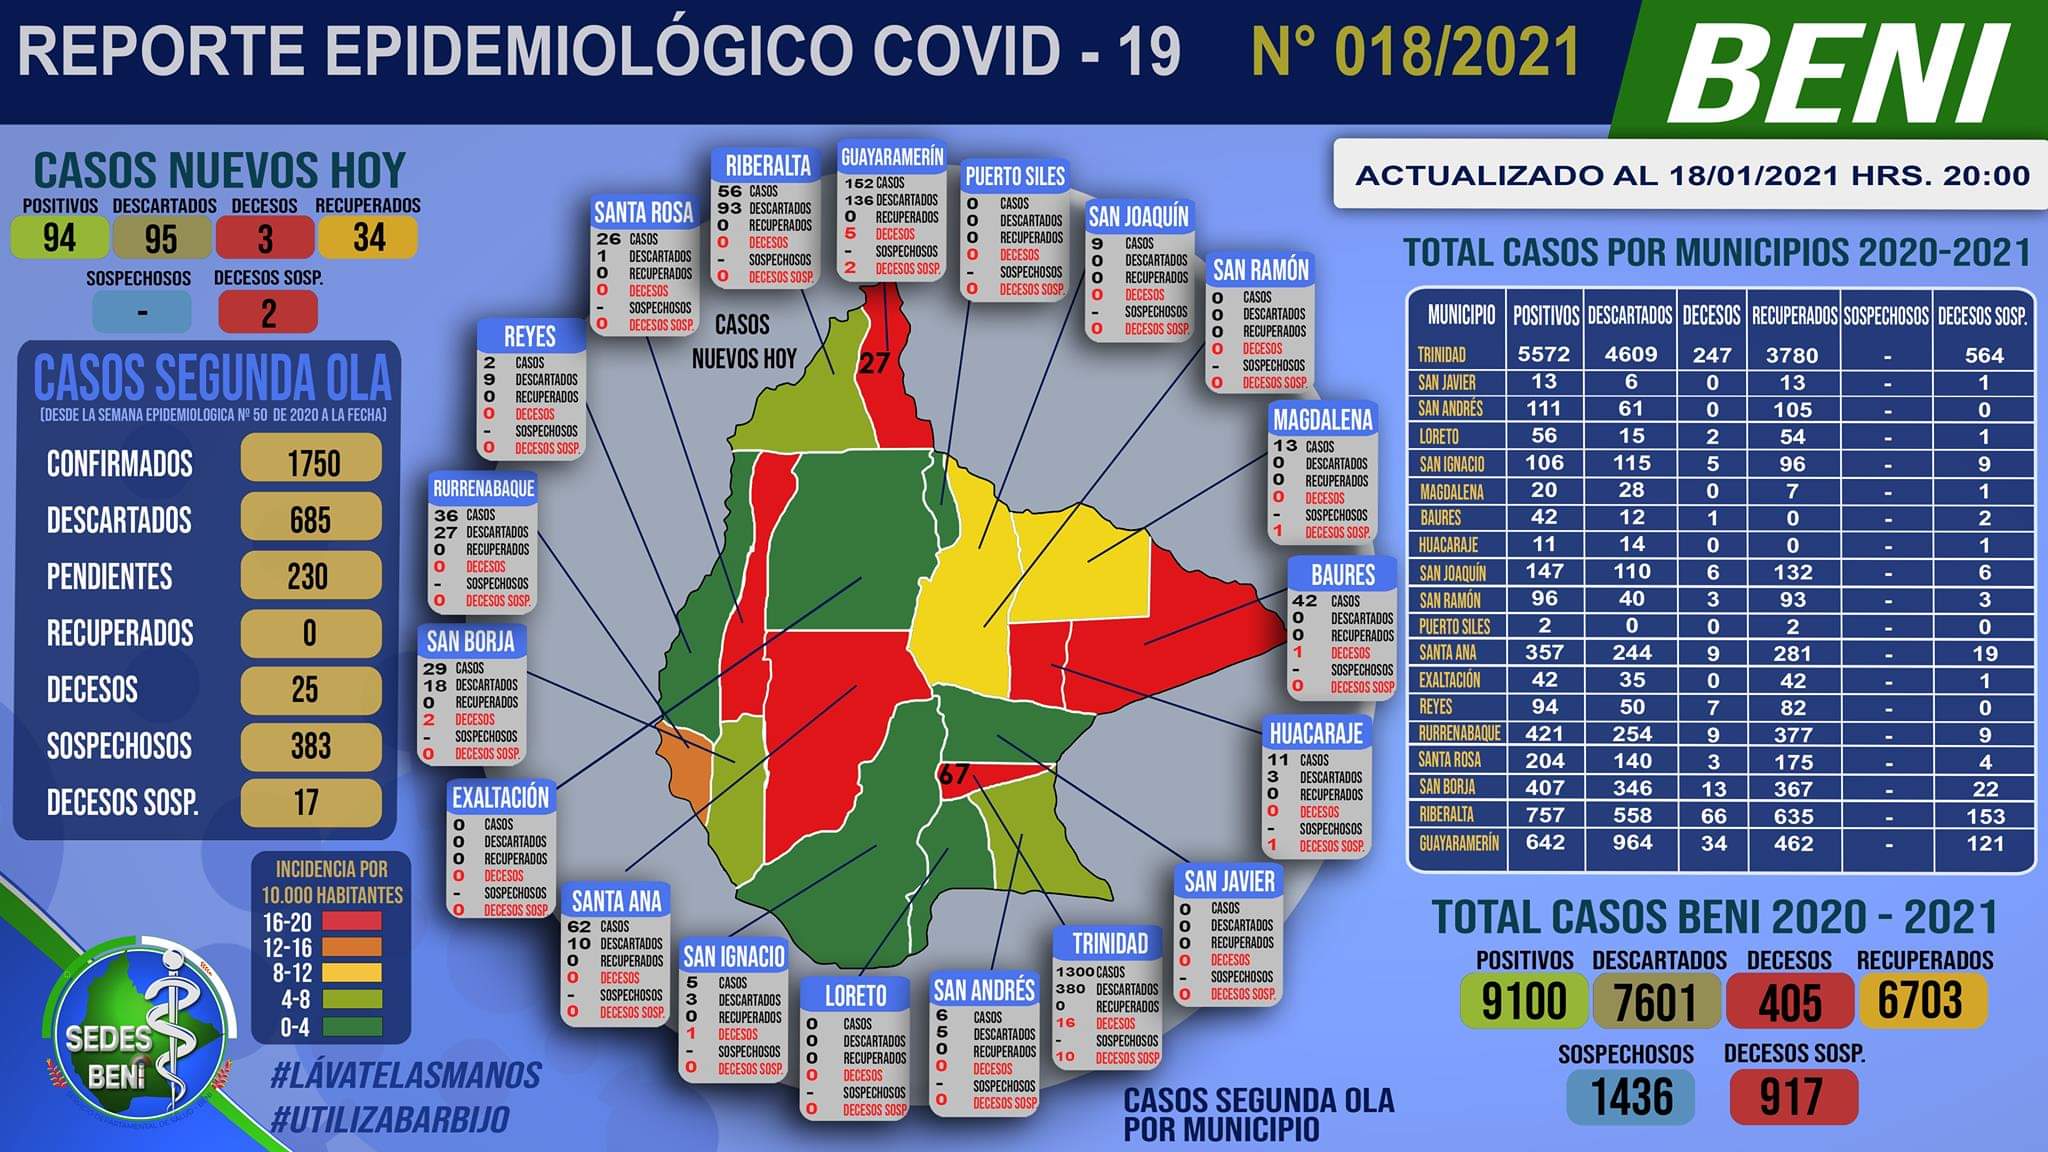 REPORTE EPIDEMIOLÓGICO COVID - 19 N° 018/2021
BENI
ACTUALIZADO AL 18/01/2021 HRS. 20:00
CASOS NUEVOS HOY
POSITIVOS DESCARTADOS DECESOS RECUPERADOS
94 95 3 34
SOSPECHOSOS DECESOS SOSP.
- 2
CASOS SEGUNDA OLA
(DESDE LA SEMANA EPIDEMIOLOGICA Nº 50 DE 2020 A LA FECHA)
CONFIRMADOS 1750
DESCARTADOS 685
PENDIENTES 230
RECUPERADOS 0
DECESOS 25
SOSPECHOSOS 383
DECESOS SOSP. 17
INCIDENCIA POR
10.000 HABITANTES
16-20
12-16
8-12
4-8
0-4
SEDES
BENI
#LÁVATELASMANOS
#UTILIZABARBIJO
CASOS
NUEVOS HOY
27
67
RIBERALTA
56 CASOS
93 DESCARTADOS
0 RECUPERADOS
0 DECESOS
- SOSPECHOSOS
0 DECESOS SOSP.
GUAYARAMERÍN
152 CASOS
136 DESCARTADOS
0 RECUPERADOS
5 DECESOS
- SOSPECHOSOS
2 DECESOS SOSP.
PUERTO SILES
0 CASOS
0 DESCARTADOS
0 RECUPERADOS
0 DECESOS
- SOSPECHOSOS
0 DECESOS SOSP.
SANTA ROSA
26 CASOS
1 DESCARTADOS
0 RECUPERADOS
0 DECESOS
- SOSPECHOSOS
0 DECESOS SOSP.
SAN JOAQUÍN
9 CASOS
0 DESCARTADOS
0 RECUPERADOS
0 DECESOS
- SOSPECHOSOS
0 DECESOS SOSP.
SAN RAMÓN
0 CASOS
0 DESCARTADOS
0 RECUPERADOS
0 DECESOS
- SOSPECHOSOS
0 DECESOS SOSP.
REYES
2 CASOS
9 DESCARTADOS
0 RECUPERADOS
0 DECESOS
- SOSPECHOSOS
0 DECESOS SOSP.
MAGDALENA
13 CASOS
0 DESCARTADOS
0 RECUPERADOS
0 DECESOS
- SOSPECHOSOS
1 DECESOS SOSP.
RURRENABAQUE
36 CASOS
27 DESCARTADOS
0 RECUPERADOS
0 DECESOS
- SOSPECHOSOS
0 DECESOS SOSP.
BAURES
42 CASOS
0 DESCARTADOS
0 RECUPERADOS
1 DECESOS
- SOSPECHOSOS
0 DECESOS SOSP.
SAN BORJA
29 CASOS
18 DESCARTADOS
0 RECUPERADOS
2 DECESOS
- SOSPECHOSOS
0 DECESOS SOSP.
HUACARAJE
11 CASOS
3 DESCARTADOS
0 RECUPERADOS
0 DECESOS
- SOSPECHOSOS
1 DECESOS SOSP.
EXALTACIÓN
0 CASOS
0 DESCARTADOS
0 RECUPERADOS
0 DECESOS
- SOSPECHOSOS
0 DECESOS SOSP.
SANTA ANA
62 CASOS
10 DESCARTADOS
0 RECUPERADOS
0 DECESOS
- SOSPECHOSOS
0 DECESOS SOSP.
SAN IGNACIO
5 CASOS
3 DESCARTADOS
0 RECUPERADOS
1 DECESOS
- SOSPECHOSOS
0 DECESOS SOSP.
LORETO
0 CASOS
0 DESCARTADOS
0 RECUPERADOS
0 DECESOS
- SOSPECHOSOS
0 DECESOS SOSP.
SAN ANDRÉS
6 CASOS
5 DESCARTADOS
0 RECUPERADOS
0 DECESOS
- SOSPECHOSOS
0 DECESOS SOSP.
TRINIDAD
1300 CASOS
380 DESCARTADOS
0 RECUPERADOS
16 DECESOS
- SOSPECHOSOS
10 DECESOS SOSP.
SAN JAVIER
0 CASOS
0 DESCARTADOS
0 RECUPERADOS
0 DECESOS
- SOSPECHOSOS
0 DECESOS SOSP.
CASOS SEGUNDA OLA
POR MUNICIPIO
TOTAL CASOS POR MUNICIPIOS 2020-2021
MUNICIPIO POSITIVOS DESCARTADOS DECESOS RECUPERADOS SOSPECHOSOS DECESOS SOSP.
TRINIDAD 5572 4609 247 3780 - 564
SAN JAVIER 13 6 0 13 - 1
SAN ANDRÉS 111 61 0 105 - 0
LORETO 56 15 2 54 - 1
SAN IGNACIO 106 115 5 96 - 9
MAGDALENA 20 28 0 7 - 1
BAURES 42 12 1 0 - 2
HUACARAJE 11 14 0 0 - 1
SAN JOAQUÍN 147 110 6 132 - 6
SAN RAMÓN 96 40 3 93 - 3
PUERTO SILES 2 0 0 2 - 0
SANTA ANA 357 244 9 281 - 19
EXALTACIÓN 42 35 0 42 - 1
REYES 94 50 7 82 - 0
RURRENABAQUE 421 254 9 377 - 9
SANTA ROSA 204 140 3 175 - 4
SAN BORJA 407 346 13 367 - 22
RIBERALTA 757 558 66 635 - 153
GUAYARAMERÍN 642 964 34 462 - 121
TOTAL CASOS BENI 2020 - 2021
POSITIVOS DESCARTADOS DECESOS RECUPERADOS
9100 7601 405 6703
SOSPECHOSOS DECESOS SOSP.
1436 917